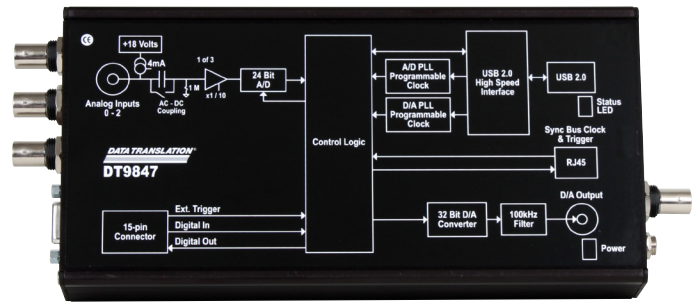 CE
+18 Volts
4mA
1 of 3
24 Bit
A/D
1 M
x1 / 10
AC - DC
Coupling
Analog Inputs
0 - 2
Control Logic
A/D PLL
Programmable
Clock
D/A PLL
Programmable
Clock
USB 2.0
High Speed
Interface
USB 2.0
Status
LED
Sync Bus Clock
& Trigger
RJ45
DATA TRANSLATION®
DT9847
15-pin
Connector
Ext. Trigger
Digital In
Digital Out
32 Bit D/A
Converter
100kHz
Filter
D/A Output
Power